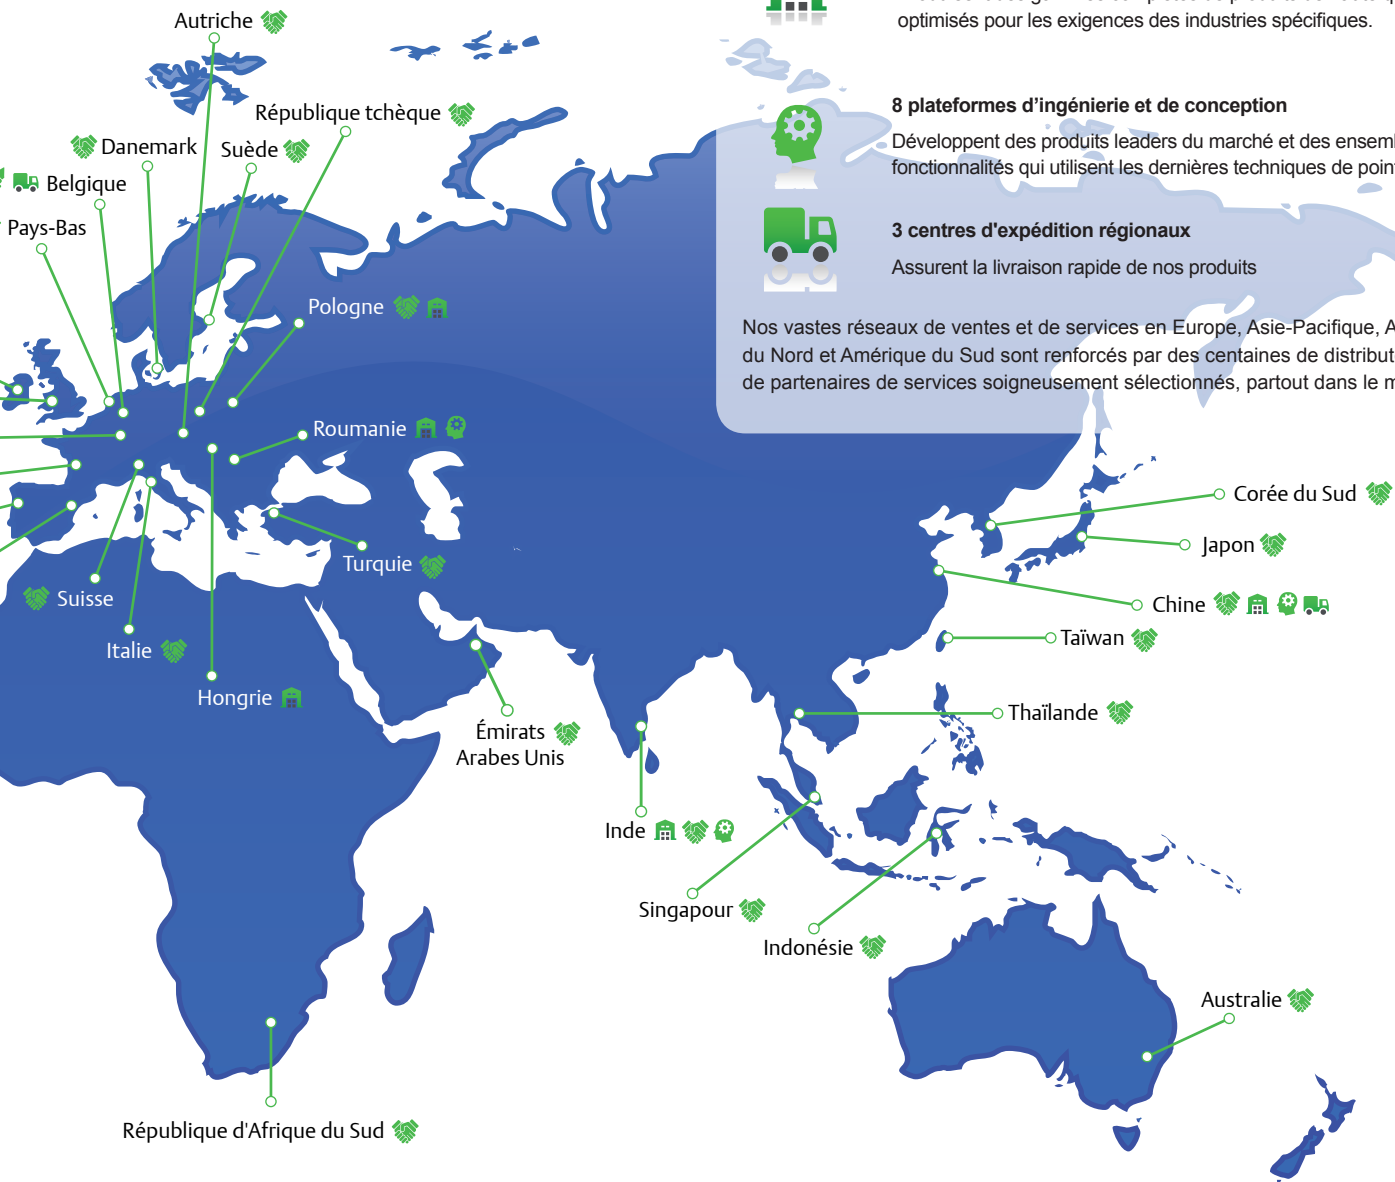 optimisés pour les exigences des industries spécifiques.
8 plateformes d’ingénierie et de conception
Développent des produits leaders du marché et des
fonctionnalités qui utilisent les dernières techniques de
3 centres d'expédition régionaux
Assurent la livraison rapide de nos produits
Nos vastes réseaux de ventes et de services en Europe, Asie-Pacifique,
du Nord et Amérique du Sud sont renforcés par des centaines de
de partenaires de services soigneusement sélectionnés, partout dans le
Autriche
République tchèque
Danemark
Suède
Belgique
Pays-Bas
Pologne
Roumanie
Turquie
Suisse
Italie
Hongrie
Émirats
Arabes Unis
Inde
Singapour
Indonésie
Corée du Sud
Japon
Chine
Taïwan
Thaïlande
Australie
République d'Afrique du Sud